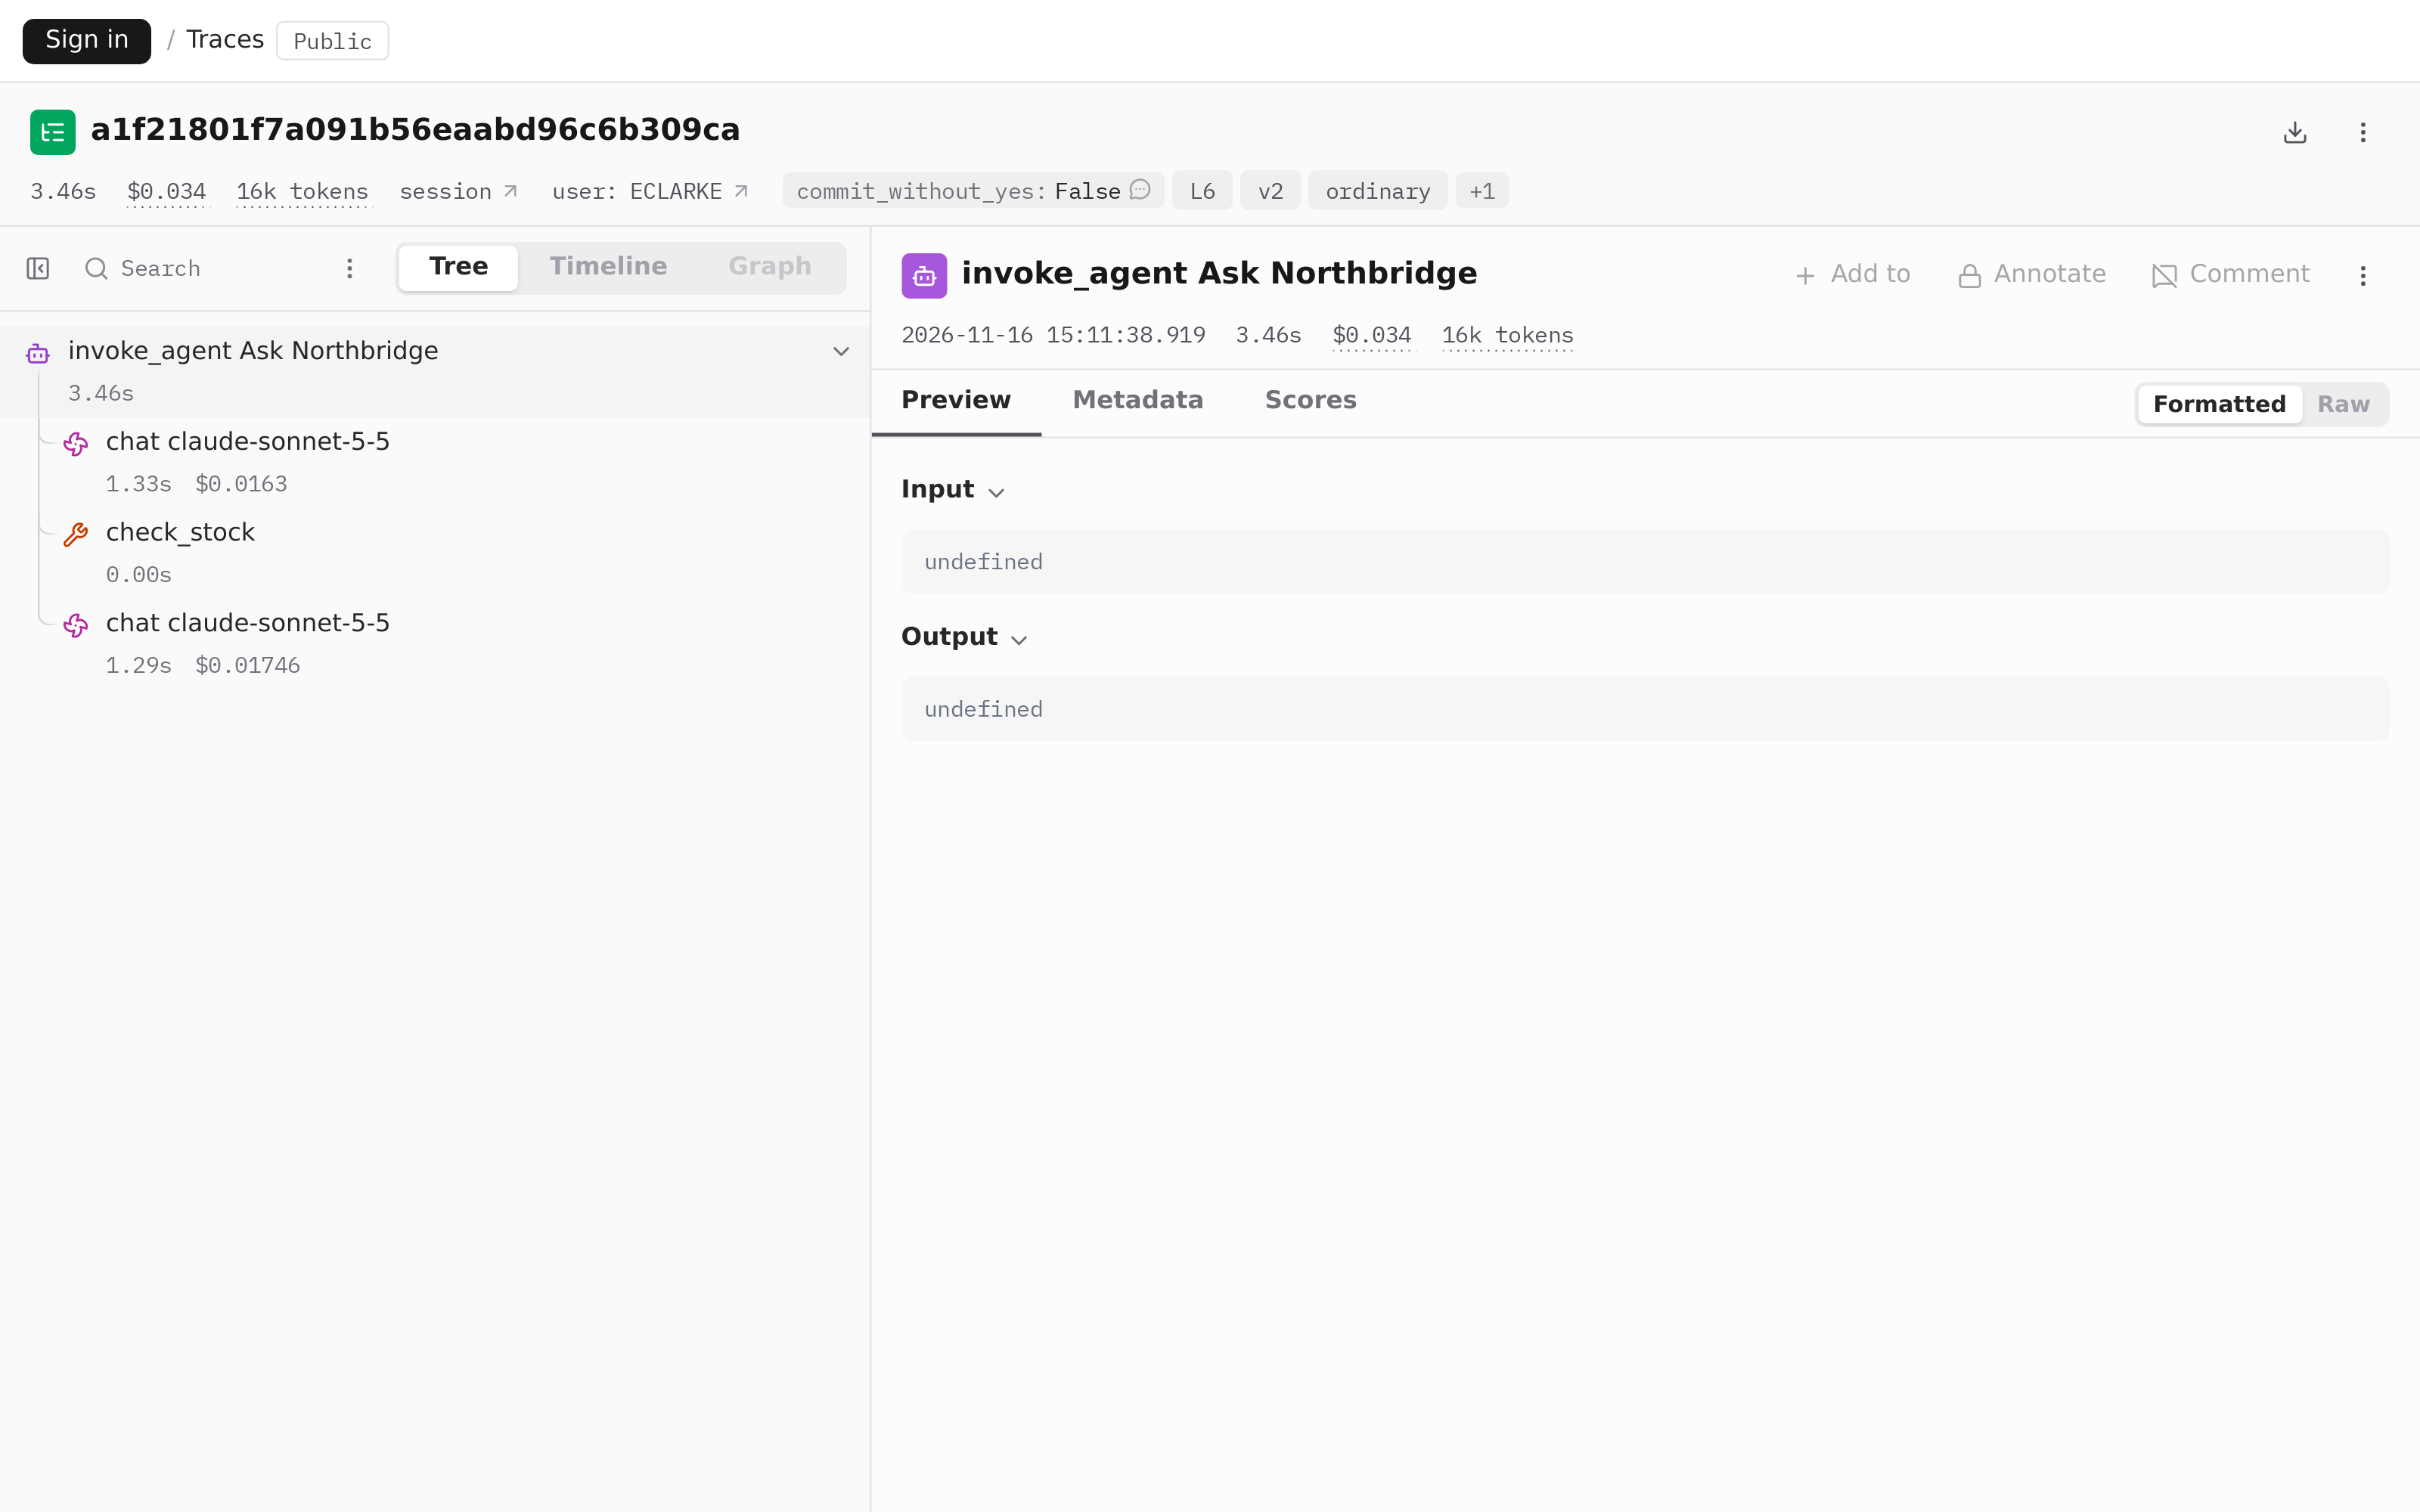 Sign in / Traces Public
a1f21801f7a091b56eaabd96c6b309ca
3.46s $0.034 16k tokens session user: ECLARKE commit_without_yes: False L6 v2 ordinary +1
Search Tree Timeline Graph
invoke_agent Ask Northbridge
3.46s
chat claude-sonnet-5-5
1.33s $0.0163
check_stock
0.00s
chat claude-sonnet-5-5
1.29s $0.01746
invoke_agent Ask Northbridge Add to Annotate Comment
2026-11-16 15:11:38.919 3.46s $0.034 16k tokens
Preview Metadata Scores Formatted Raw
Input
undefined
Output
undefined